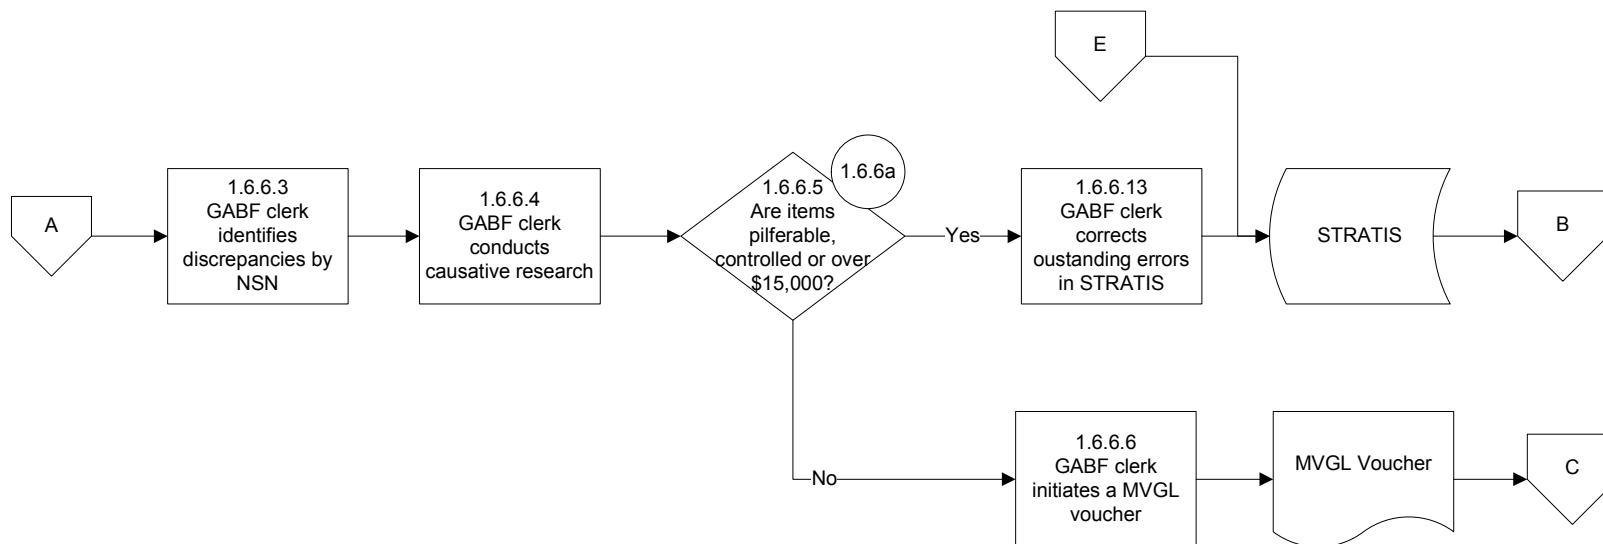 E
A
1.6.6.3
GABF clerk
identifies
discrepancies by
NSN
1.6.6.4
GABF clerk
conducts
causative research
1.6.6a
1.6.6.5
Are items
pilferable,
controlled or over
$15,000?
Yes
1.6.6.13
GABF clerk
corrects
oustanding errors
in STRATIS
STRATIS
B
No
1.6.6.6
GABF clerk
initiates a MVGL
voucher
MVGL Voucher
C